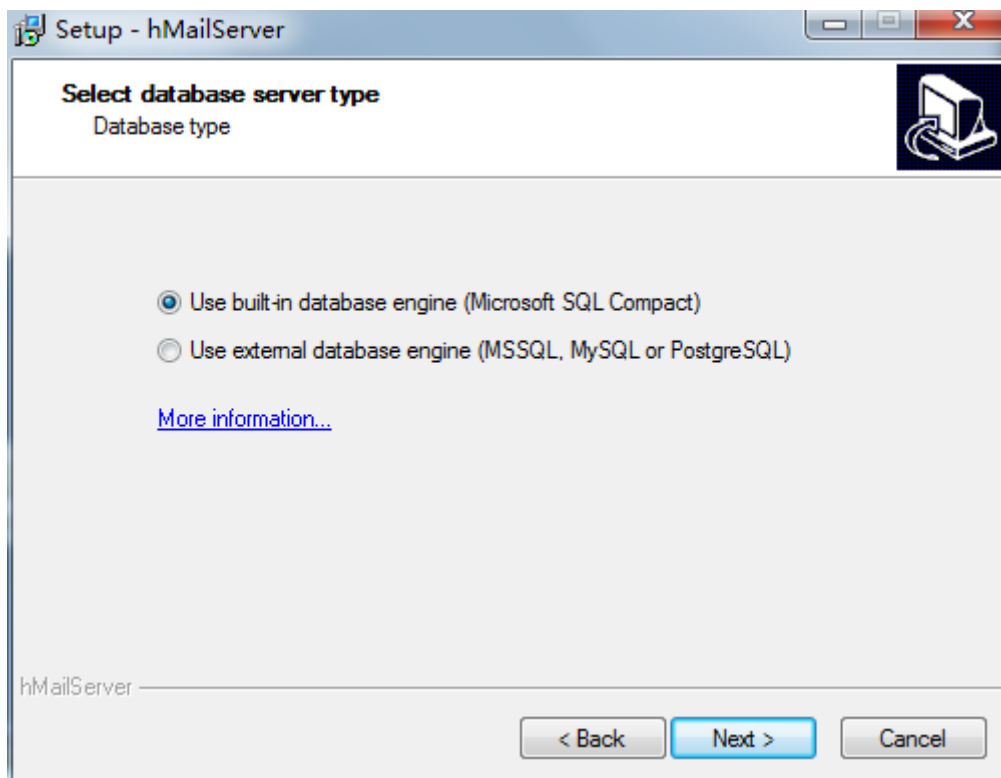 Setup - hMailServer
Select database server type
Database type
Use built-in database engine (Microsoft SQL Compact)
Use external database engine (MSSQL, MySQL or PostgreSQL)
More information...
hMailServer
< Back
Next >
Cancel